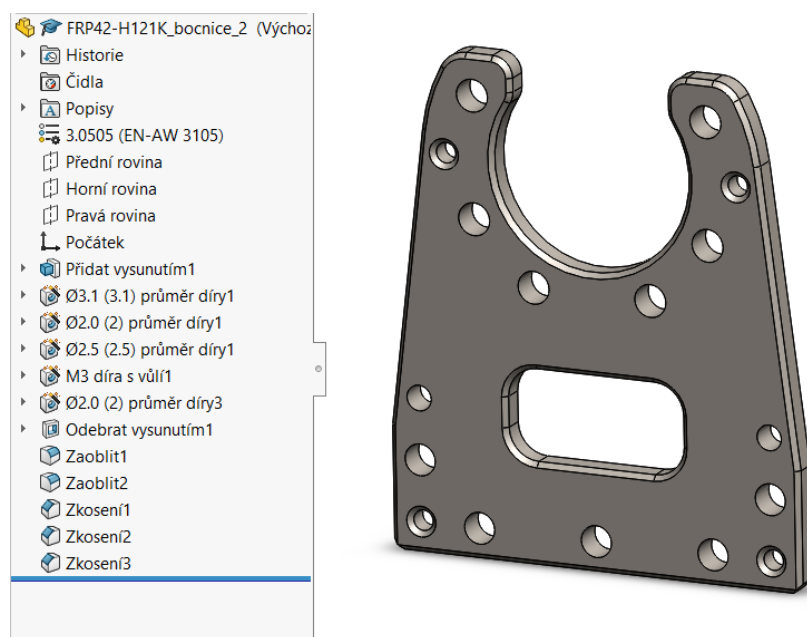 FRP42-H121K_bocnice_2 (Výchoz
Historie
Čidla
Popisy
3.0505 (EN-AW 3105)
Přední rovina
Horní rovina
Pravá rovina
Počátek
Přidat vysunutím1
Ø3.1 (3.1) průměr díry1
Ø2.0 (2) průměr díry1
Ø2.5 (2.5) průměr díry1
M3 díra s vůlí1
Ø2.0 (2) průměr díry3
Odebrat vysunutím1
Zaoblit1
Zaoblit2
Zkosení1
Zkosení2
Zkosení3